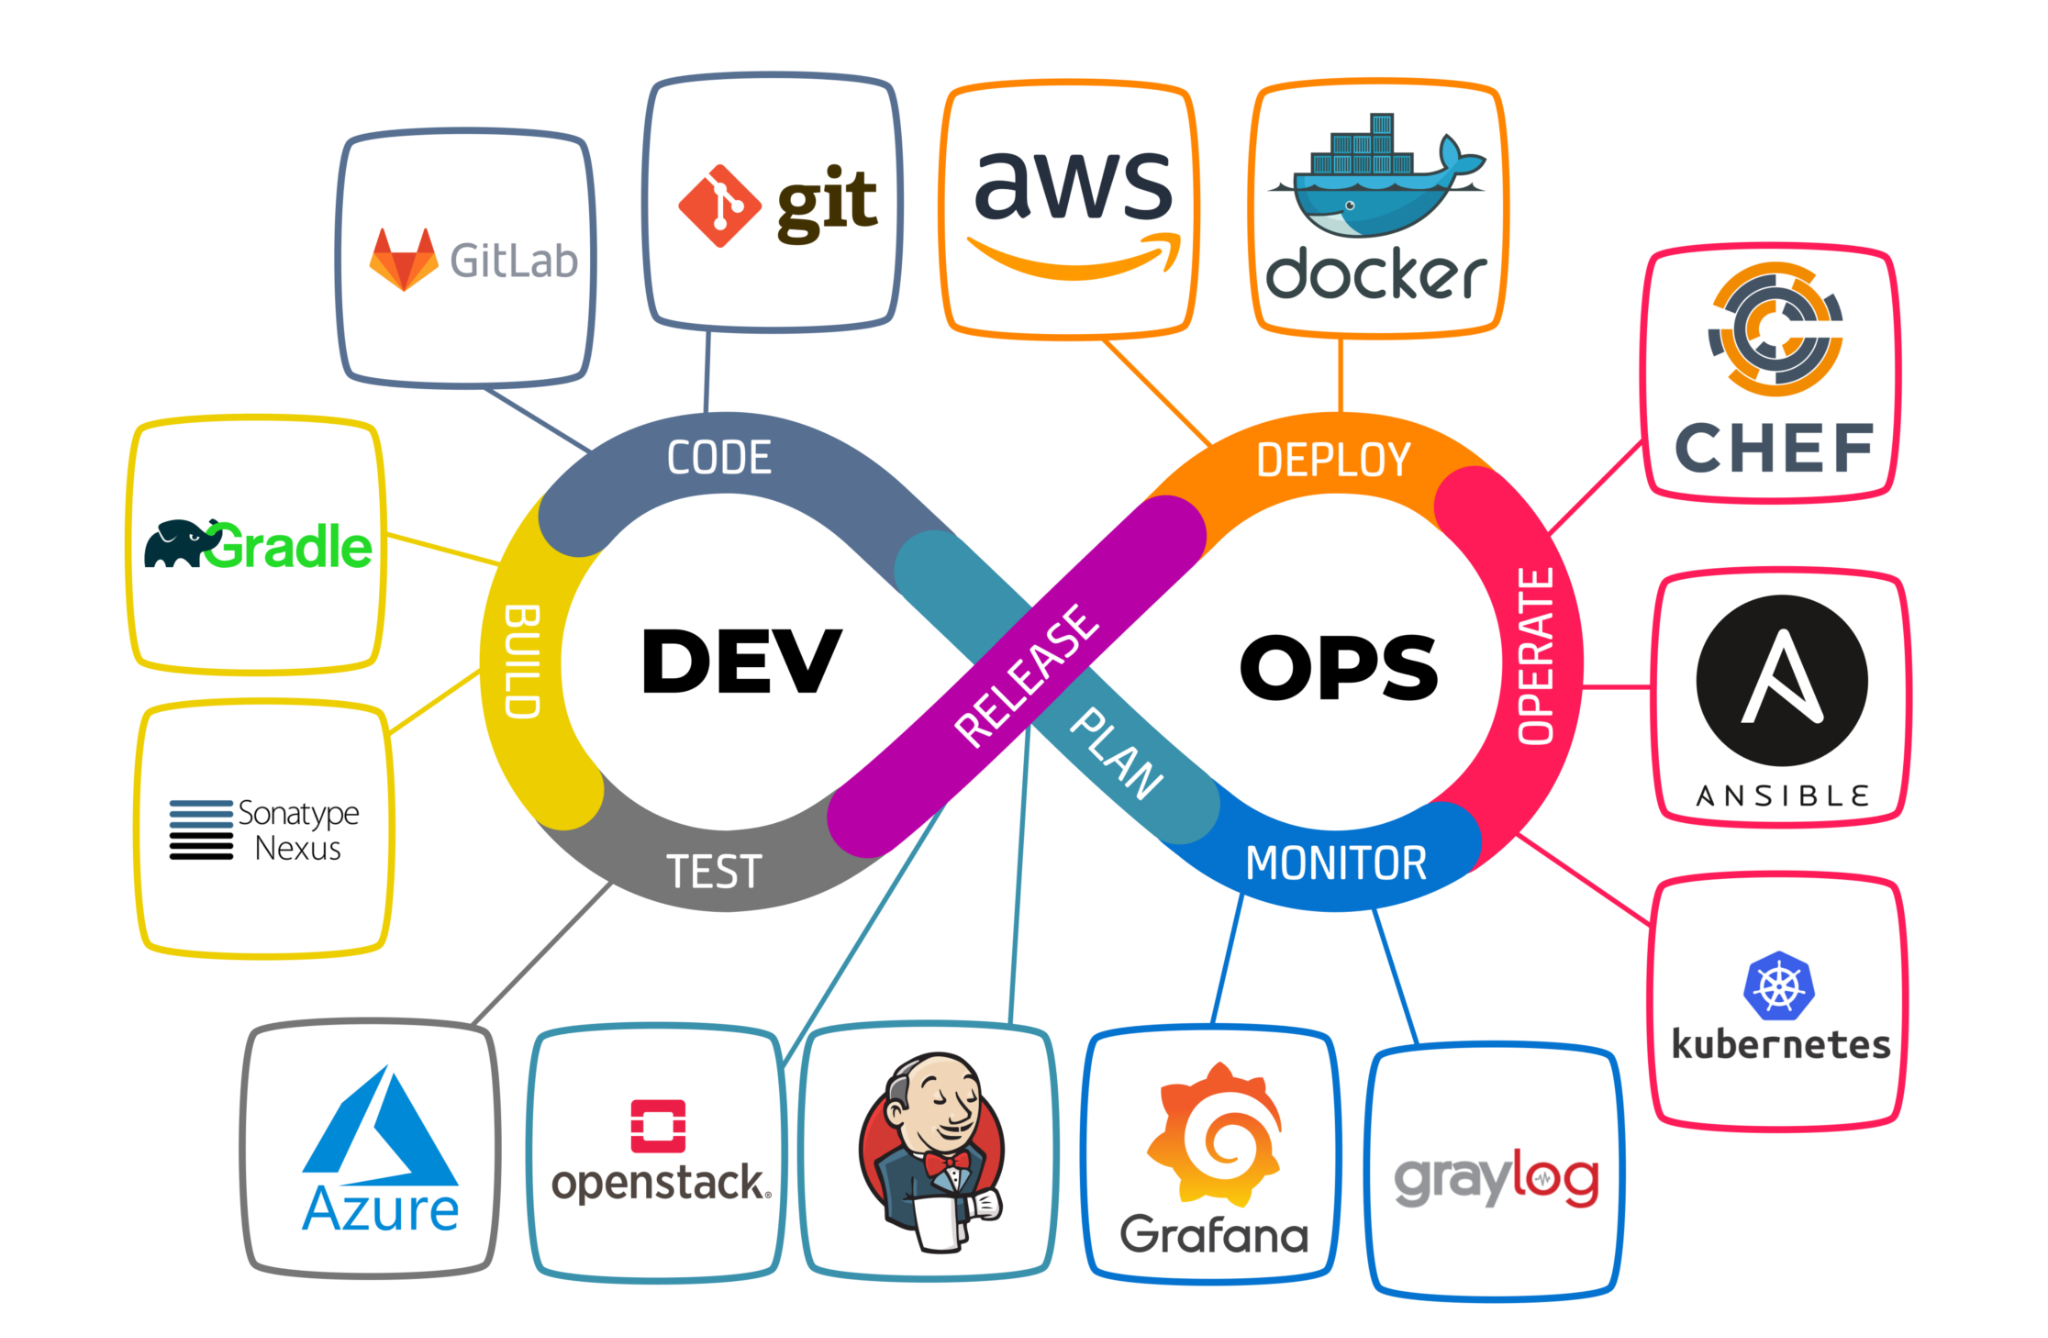 GitLab
git
aws
docker
CHEF
Gradle
CODE
DEPLOY
BUILD
DEV
RELEASE
OPS
OPERATE
ANSIBLE
PLAN
Sonatype
Nexus
TEST
MONITOR
kubernetes
Azure
openstack.
Grafana
graylog